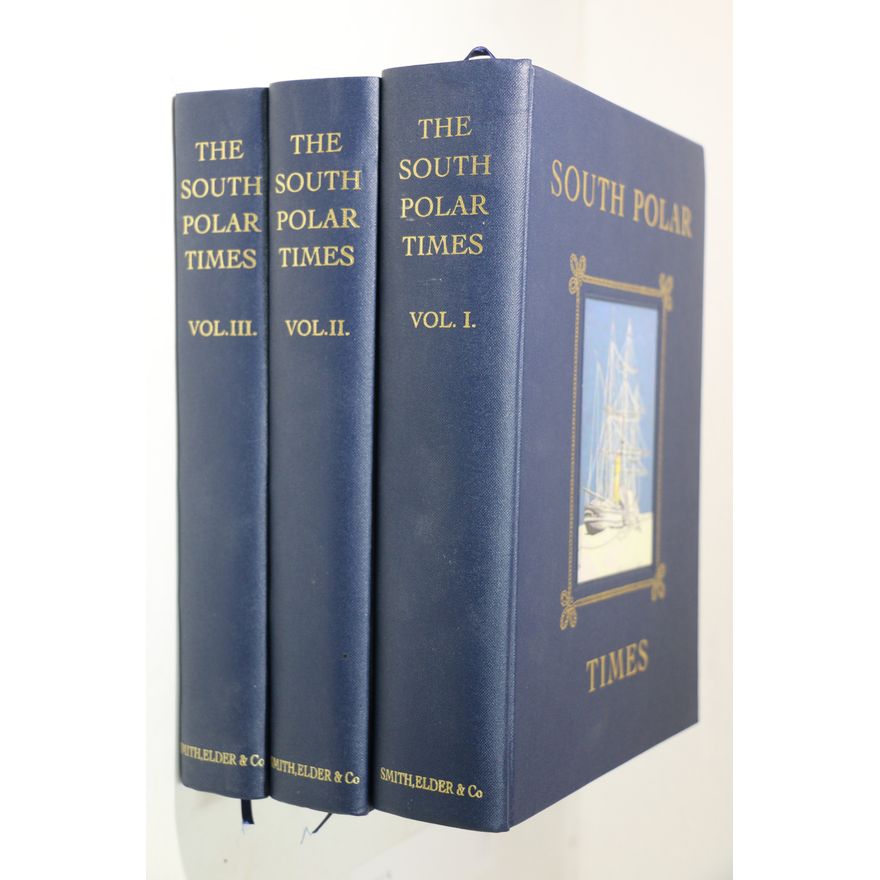 THE
SOUTH
POLAR
TIMES
VOL.III.
SMITH,ELDER & Co
THE
SOUTH
POLAR
TIMES
VOL.II.
SMITH,ELDER & Co
THE
SOUTH
POLAR
TIMES
VOL. I.
SMITH,ELDER & Co
SOUTH POLAR
TIMES